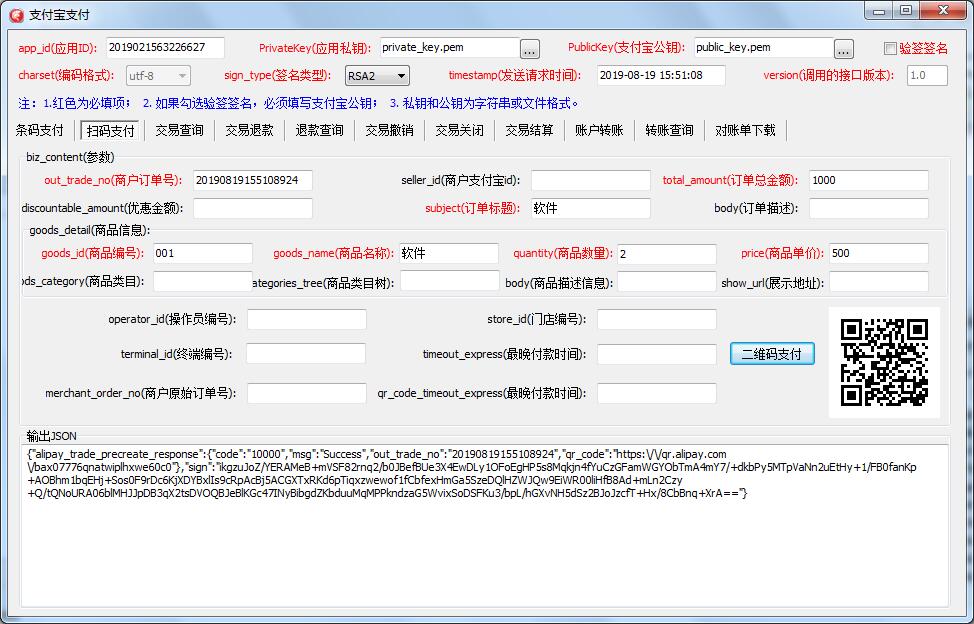 支付宝支付
app_id(应用ID): 2019021563226627 PrivateKey(应用私钥): private_key.pem ... PublicKey(支付宝公钥): public_key.pem ... 验签签名
charset(编码格式): utf-8 sign_type(签名类型): RSA2 timestamp(发送请求时间): 2019-08-19 15:51:08 version(调用的接口版本): 1.0
注: 1.红色为必填项; 2. 如果勾选验签签名，必须填写支付宝公钥; 3. 私钥和公钥为字符串或文件格式。
条码支付 扫码支付 交易查询 交易退款 退款查询 交易撤销 交易关闭 交易结算 账户转账 转账查询 对账单下载
biz_content(参数)
out_trade_no(商户订单号): 20190819155108924 seller_id(商户支付宝id): total_amount(订单总金额): 1000
discountable_amount(优惠金额): subject(订单标题): 软件 body(订单描述):
goods_detail(商品信息):
goods_id(商品编号): 001 goods_name(商品名称): 软件 quantity(商品数量): 2 price(商品单价): 500
ods_category(商品类目): ategories_tree(商品类目树): body(商品描述信息): show_url(展示地址):
operator_id(操作员编号): store_id(门店编号):
terminal_id(终端编号): timeout_express(最晚付款时间): 二维码支付
merchant_order_no(商户原始订单号): qr_code_timeout_express(最晚付款时间):
输出JSON
{"alipay_trade_precreate_response":{"code":"10000","msg":"Success","out_trade_no":"20190819155108924","qr_code":"https:\/\/qr.alipay.com
\/bax07776qnatwiplhxwe60c0"},"sign":"ikgzuJoZ/YERAMeB+mVSF82rnq2/b0JBefBUe3X4EwDLy1OFoEgHP5s8Mqkjn4fYuCzGFamWGYObTmA4mY7/+dkbPy5MTpVaNn2uEtHy+1/FB0fanKp
+AOBhm1bqEHj+Sos0F9rDc6KjXDYBxlIs9cRpAcBj5ACGXTxRKd6pTiqxzwewof1fCbfexHmGa5SzeDQlHZWJQw9EiWR00liHfB8Ad+mLn2Czy
+Q/tQNoURA06blMHJJpDB3qX2tsDVOQBJeBlKGc47INyBibgdZKbduuMqMPPkndzaG5WvixSoDSFKu3/bpL/hGXvNH5dSz2BJoJzcfT+Hx/8CbBnq+XrA=="}